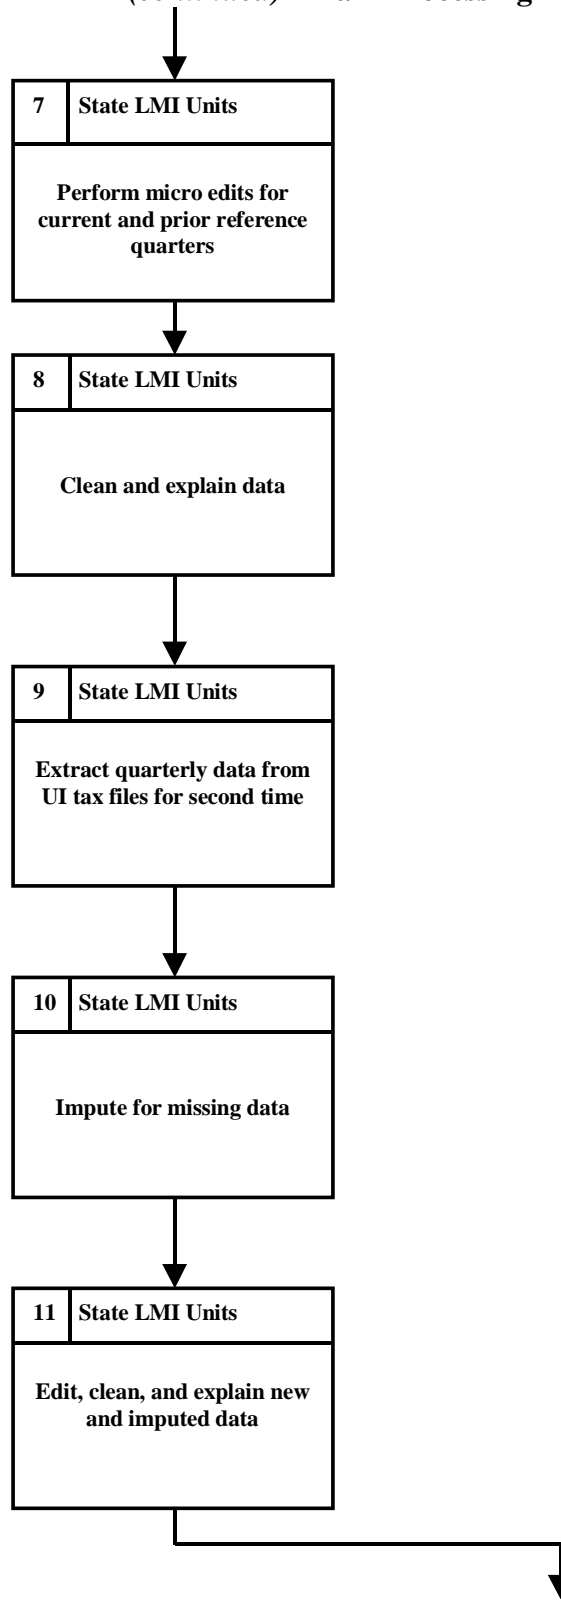 7 State LMI Units
Perform micro edits for
current and prior reference
quarters
8 State LMI Units
Clean and explain data
9 State LMI Units
Extract quarterly data from
UI tax files for second time
10 State LMI Units
Impute for missing data
11 State LMI Units
Edit, clean, and explain new
and imputed data